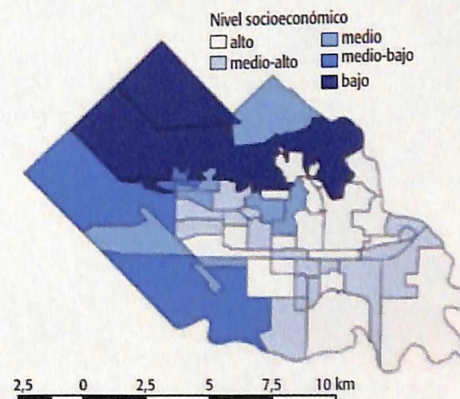 Nivel socioeconómico
alto
medio-alto
medio
medio-bajo
bajo
2,5 0 2,5 5 7,5 10 km